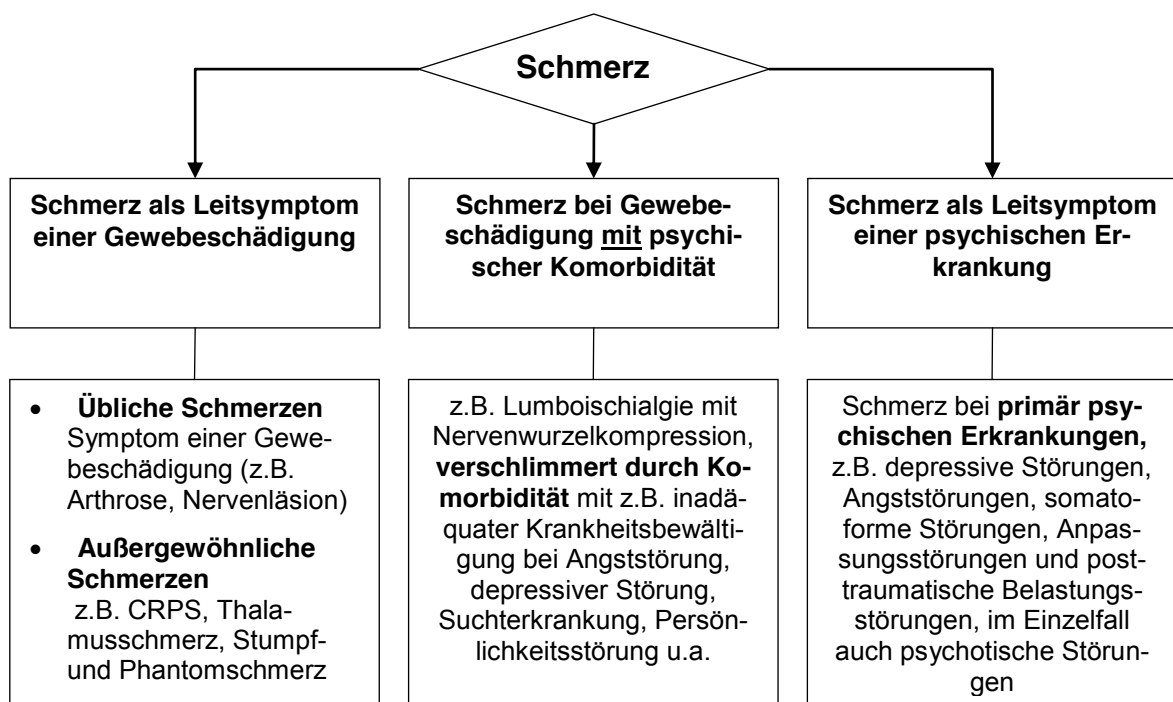 Schmerz
Schmerz als Leitsymptom
einer Gewebeschädigung
Schmerz bei Gewebe-
schädigung mit psychi-
scher Komorbidität
Schmerz als Leitsymptom
einer psychischen Er-
krankung
• Übliche Schmerzen
Symptom einer Gewe-
beschädigung (z.B.
Arthrose, Nervenläsion)
• Außergewöhnliche
Schmerzen
z.B. CRPS, Thala-
musschmerz, Stumpf-
und Phantomschmerz
z.B. Lumboischialgie mit
Nervenwurzelkompression,
verschlimmert durch Ko-
morbidität mit z.B. inadä-
quater Krankheitsbewälti-
gung bei Angststörung,
depressiver Störung,
Suchterkrankung, Persön-
lichkeitsstörung u.a.
Schmerz bei primär psy-
chischen Erkrankungen,
z.B. depressive Störungen,
Angststörungen, somato-
forme Störungen, Anpas-
sungsstörungen und post-
traumatische Belastungs-
störungen, im Einzelfall
auch psychotische Störun-
gen